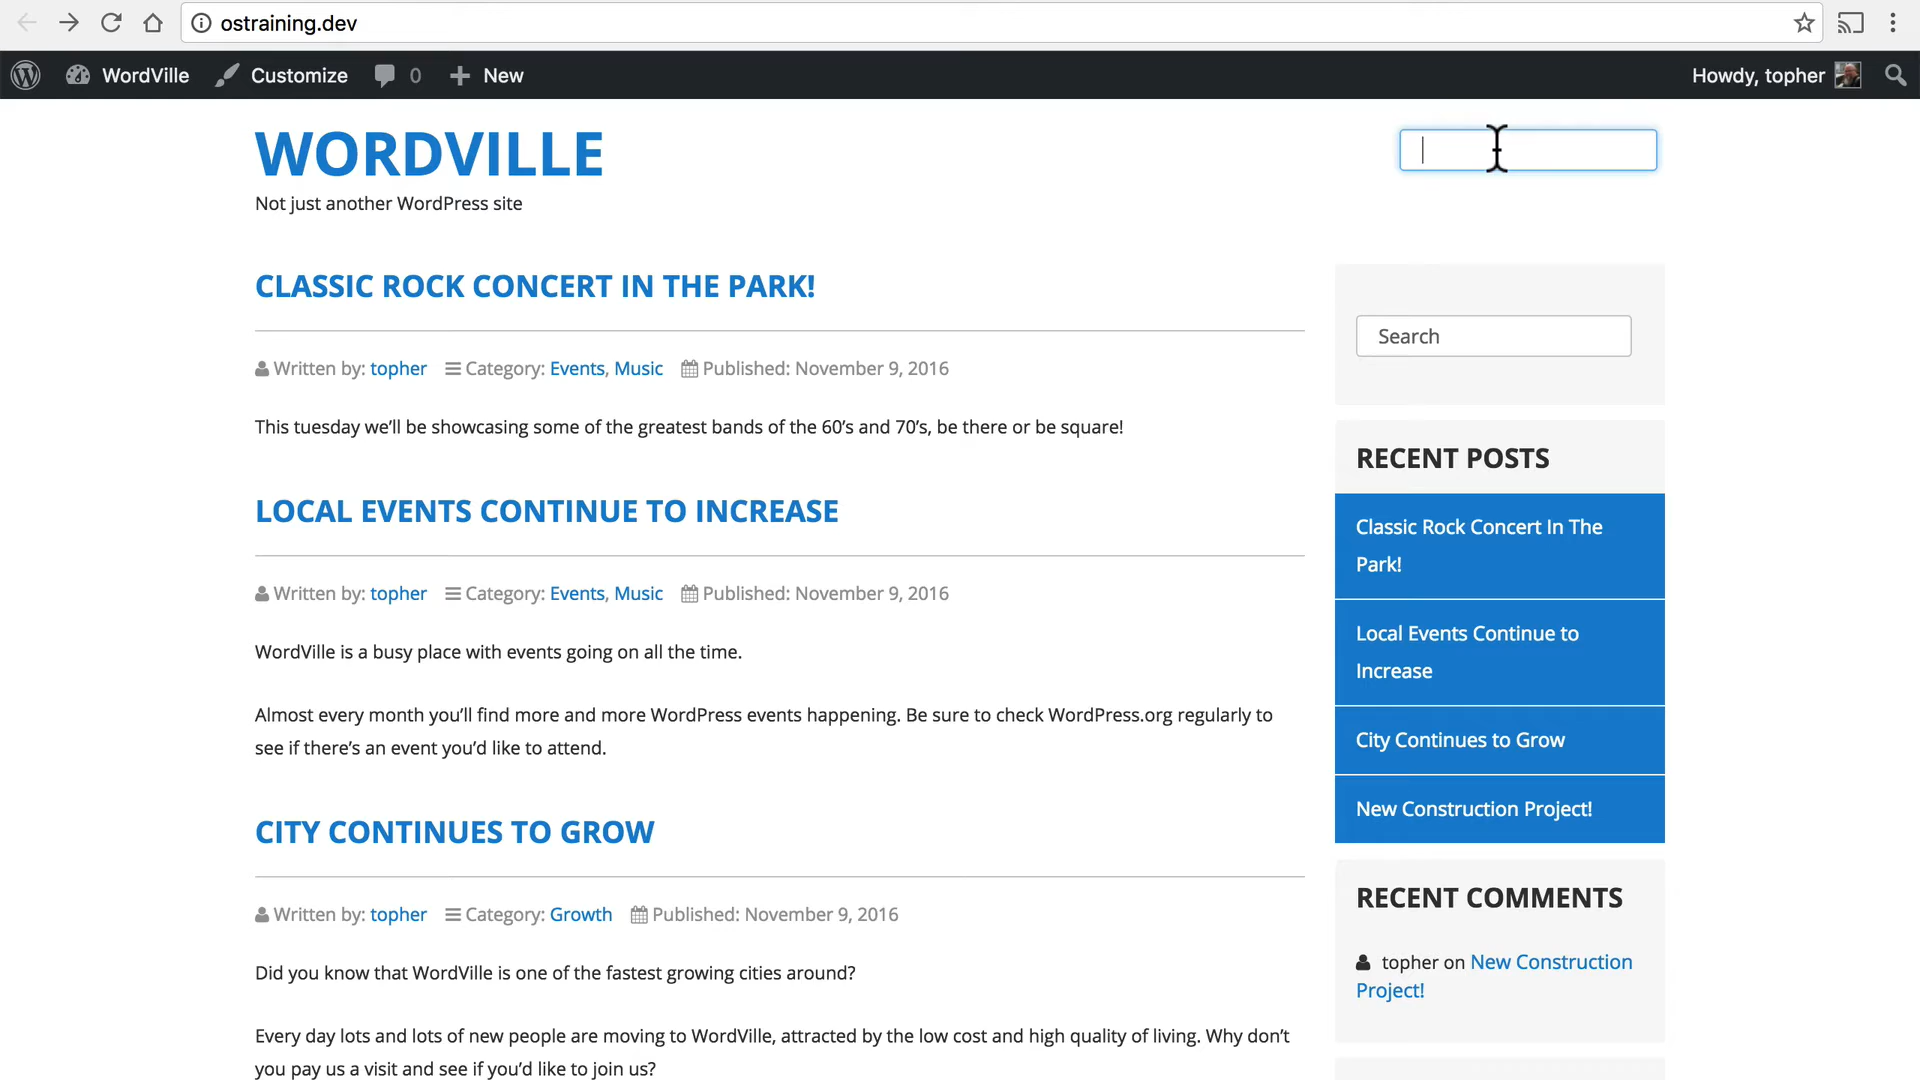 ostraining.dev
WordVille Customize 0 New Howdy, topher
WORDVILLE
Not just another WordPress site
CLASSIC ROCK CONCERT IN THE PARK!
Written by: topher Category: Events, Music Published: November 9, 2016
This tuesday we’ll be showcasing some of the greatest bands of the 60’s and 70’s, be there or be square!
LOCAL EVENTS CONTINUE TO INCREASE
Written by: topher Category: Events, Music Published: November 9, 2016
WordVille is a busy place with events going on all the time.
Almost every month you’ll find more and more WordPress events happening. Be sure to check WordPress.org regularly to
see if there’s an event you’d like to attend.
CITY CONTINUES TO GROW
Written by: topher Category: Growth Published: November 9, 2016
Did you know that WordVille is one of the fastest growing cities around?
Every day lots and lots of new people are moving to WordVille, attracted by the low cost and high quality of living. Why don’t
you pay us a visit and see if you’d like to join us?
Search
RECENT POSTS
Classic Rock Concert In The
Park!
Local Events Continue to
Increase
City Continues to Grow
New Construction Project!
RECENT COMMENTS
topher on New Construction
Project!